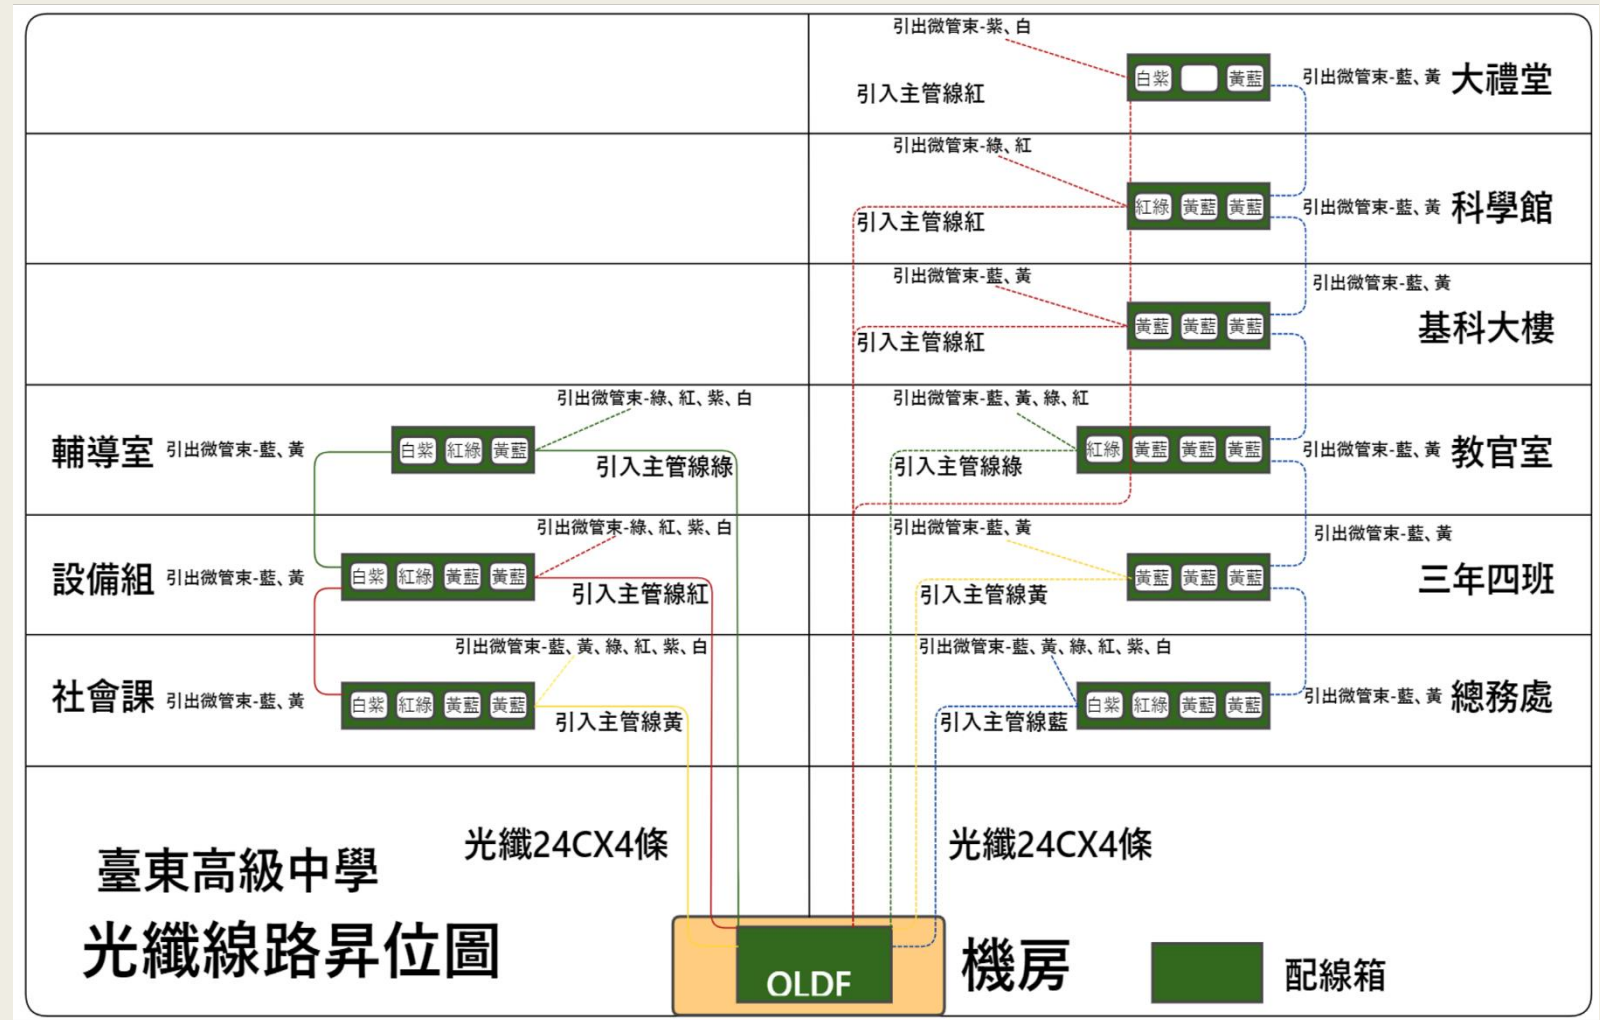 引出微管束-紫、白
白紫
黃藍
引出微管束-藍、黃
大禮堂
引入主管線紅
引出微管束-綠、紅
紅綠
黃藍
黃藍
引出微管束-藍、黃
科學館
引入主管線紅
引出微管束-藍、黃
黃藍
黃藍
黃藍
引出微管束-藍、黃
基科大樓
引入主管線紅
輔導室
引出微管束-藍、黃
白紫
紅綠
黃藍
引出微管束-綠、紅、紫、白
引入主管線綠
引出微管束-藍、黃、綠、紅
紅綠
黃藍
黃藍
黃藍
引出微管束-藍、黃
教官室
引入主管線綠
設備組
引出微管束-藍、黃
白紫
紅綠
黃藍
黃藍
引出微管束-綠、紅、紫、白
引入主管線紅
引出微管束-藍、黃
黃藍
黃藍
黃藍
引出微管束-藍、黃
三年四班
引入主管線黃
社會課
引出微管束-藍、黃
白紫
紅綠
黃藍
黃藍
引出微管束-藍、黃、綠、紅、紫、白
引入主管線黃
引出微管束-藍、黃、綠、紅、紫、白
白紫
紅綠
黃藍
黃藍
引出微管束-藍、黃
總務處
引入主管線藍
光纖24CX4條
光纖24CX4條
臺東高級中學
光纖線路昇位圖
OLDF
機房
配線箱